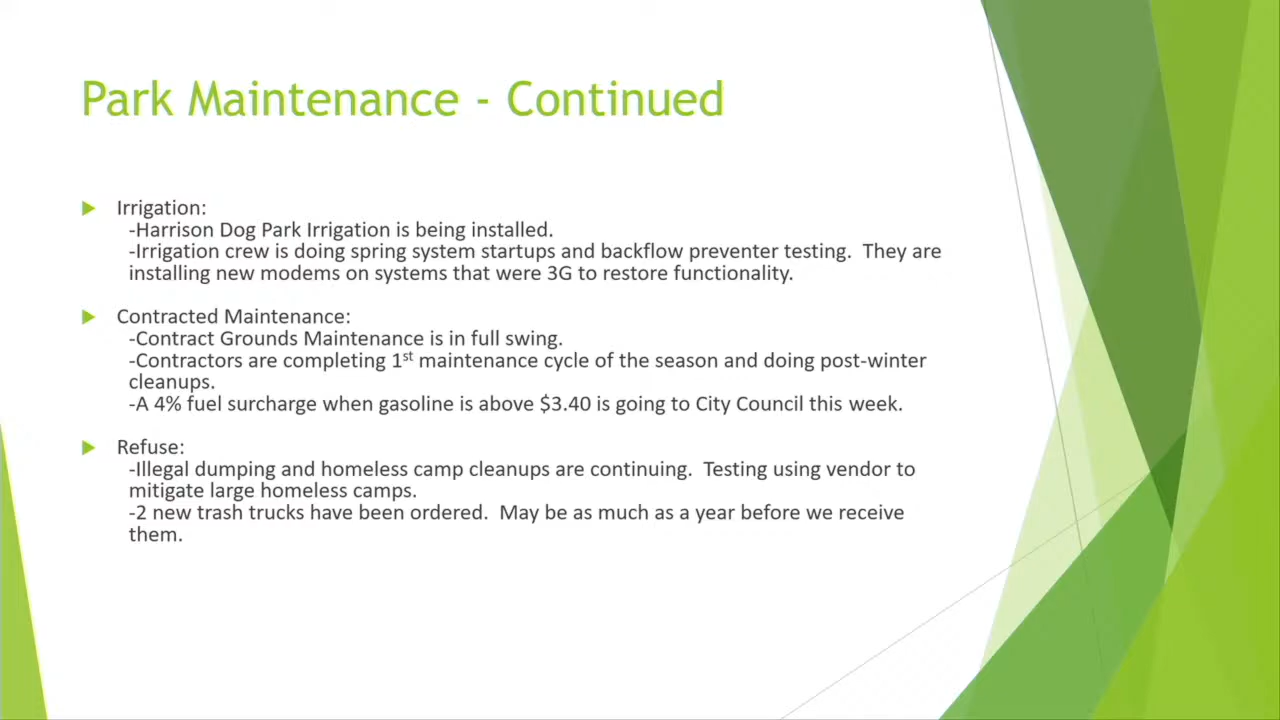 Park Maintenance - Continued
Irrigation:
-Harrison Dog Park Irrigation is being installed.
-Irrigation crew is doing spring system startups and backflow preventer testing.  They are
installing new modems on systems that were 3G to restore functionality.
Contracted Maintenance:
-Contract Grounds Maintenance is in full swing.
-Contractors are completing 1st maintenance cycle of the season and doing post-winter
cleanups.
-A 4% fuel surcharge when gasoline is above $3.40 is going to City Council this week.
Refuse:
-Illegal dumping and homeless camp cleanups are continuing.  Testing using vendor to
mitigate large homeless camps.
-2 new trash trucks have been ordered.  May be as much as a year before we receive
them.